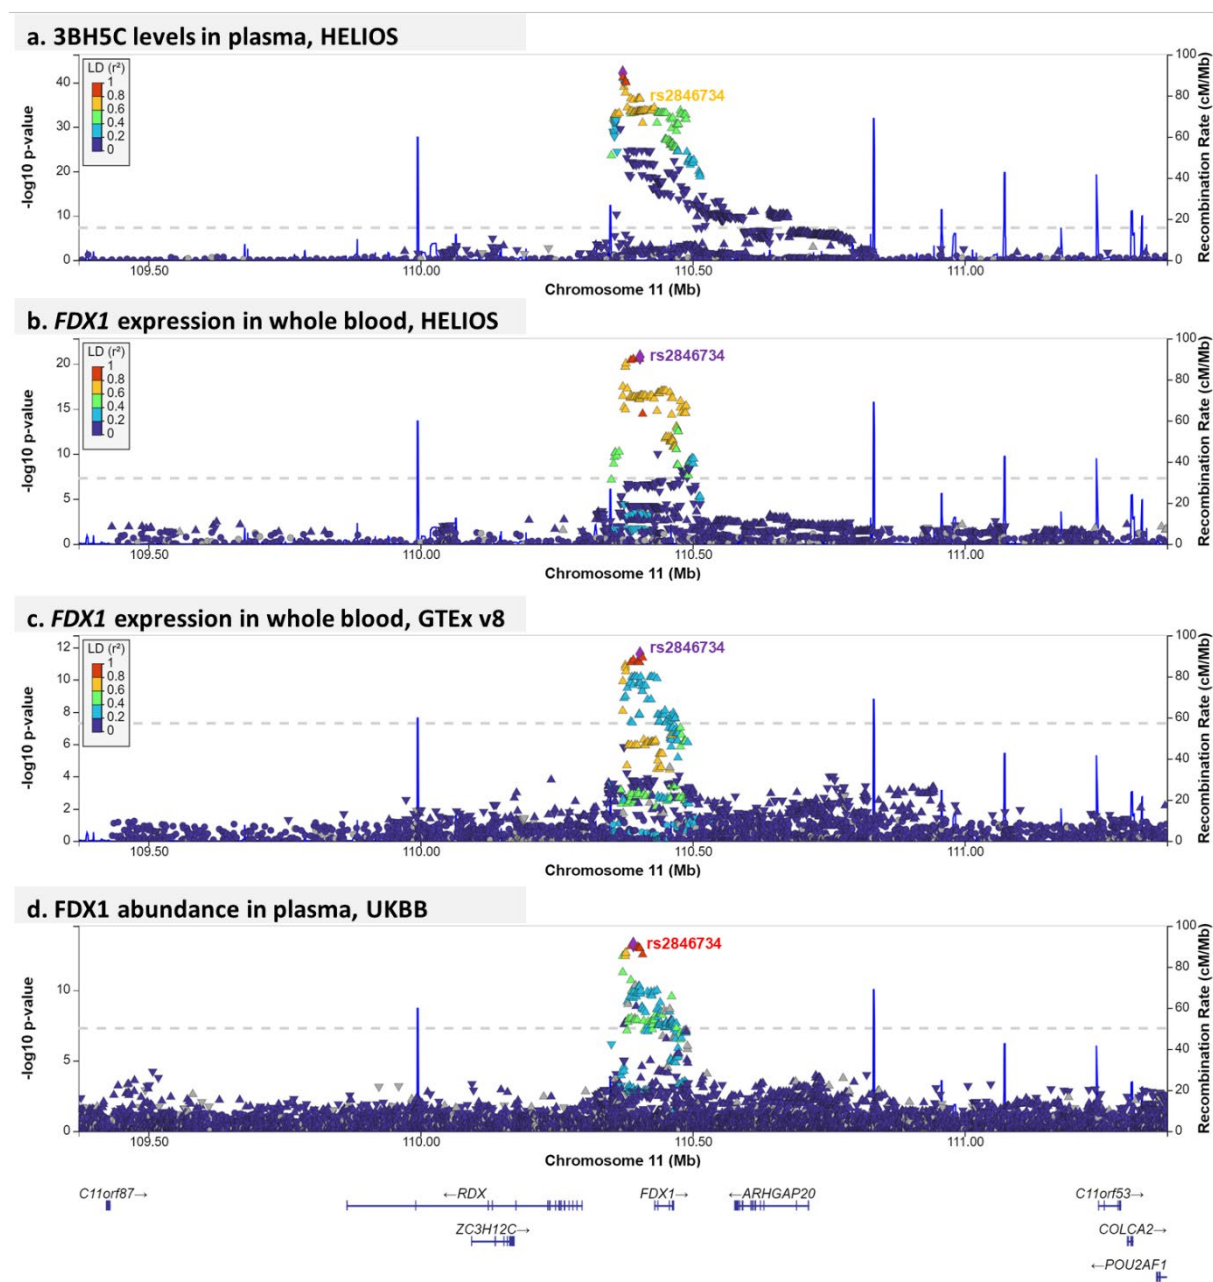 a. 3BH5C levels in plasma, HELIOS
LD (r²)
1
0.8
0.6
0.4
0.2
0
rs2846734
40
30
20
10
0
-log10 p-value
100
80
60
40
20
0
Recombination Rate (cM/Mb)
109.50 110.00 110.50 111.00
Chromosome 11 (Mb)
b. FDX1 expression in whole blood, HELIOS
LD (r²)
1
0.8
0.6
0.4
0.2
0
rs2846734
20
15
10
5
0
-log10 p-value
100
80
60
40
20
0
Recombination Rate (cM/Mb)
109.50 110.00 110.50 111.00
Chromosome 11 (Mb)
c. FDX1 expression in whole blood, GTEx v8
LD (r²)
1
0.8
0.6
0.4
0.2
0
rs2846734
12
10
8
6
4
2
0
-log10 p-value
100
80
60
40
20
0
Recombination Rate (cM/Mb)
109.50 110.00 110.50 111.00
Chromosome 11 (Mb)
d. FDX1 abundance in plasma, UKBB
rs2846734
10
5
0
-log10 p-value
100
80
60
40
20
0
Recombination Rate (cM/Mb)
109.50 110.00 110.50 111.00
Chromosome 11 (Mb)
C11orf87→ ←RDX FDX1→ ←ARHGAP20 C11orf53→
ZC3H12C→ COLCA2→
←POU2AF1